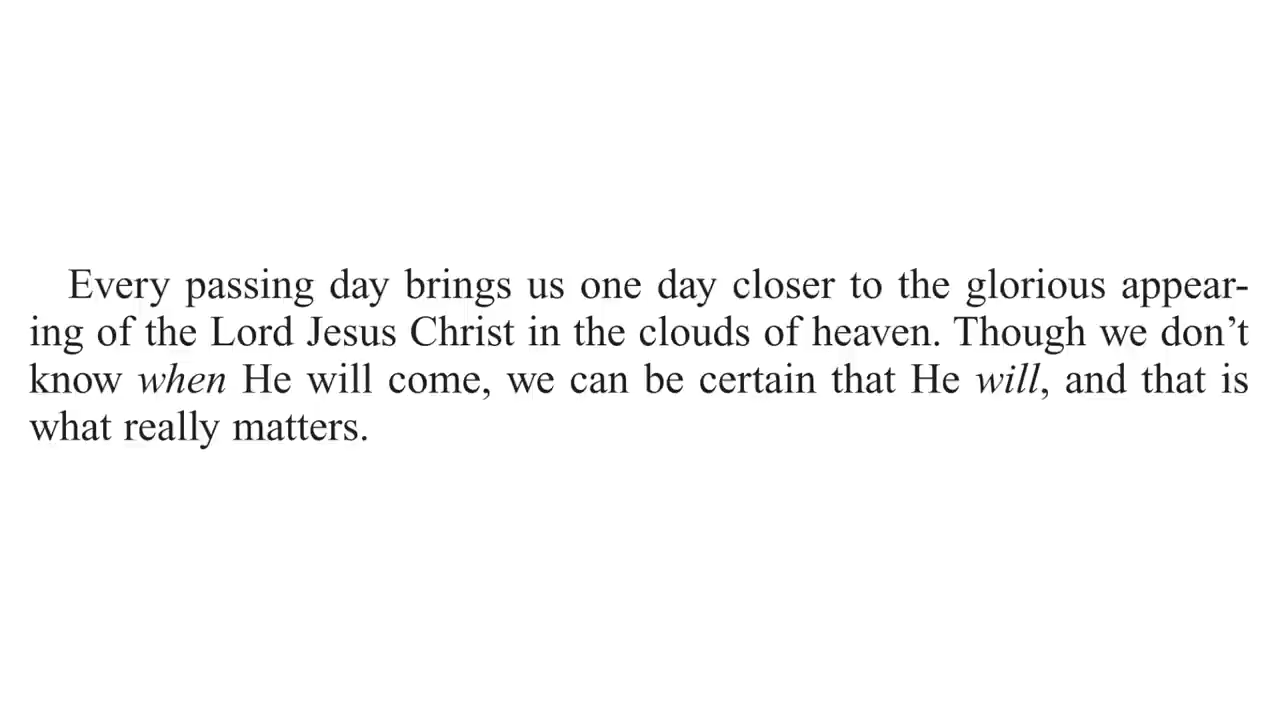 Every passing day brings us one day closer to the glorious appear-
ing of the Lord Jesus Christ in the clouds of heaven. Though we don’t
know when He will come, we can be certain that He will, and that is
what really matters.